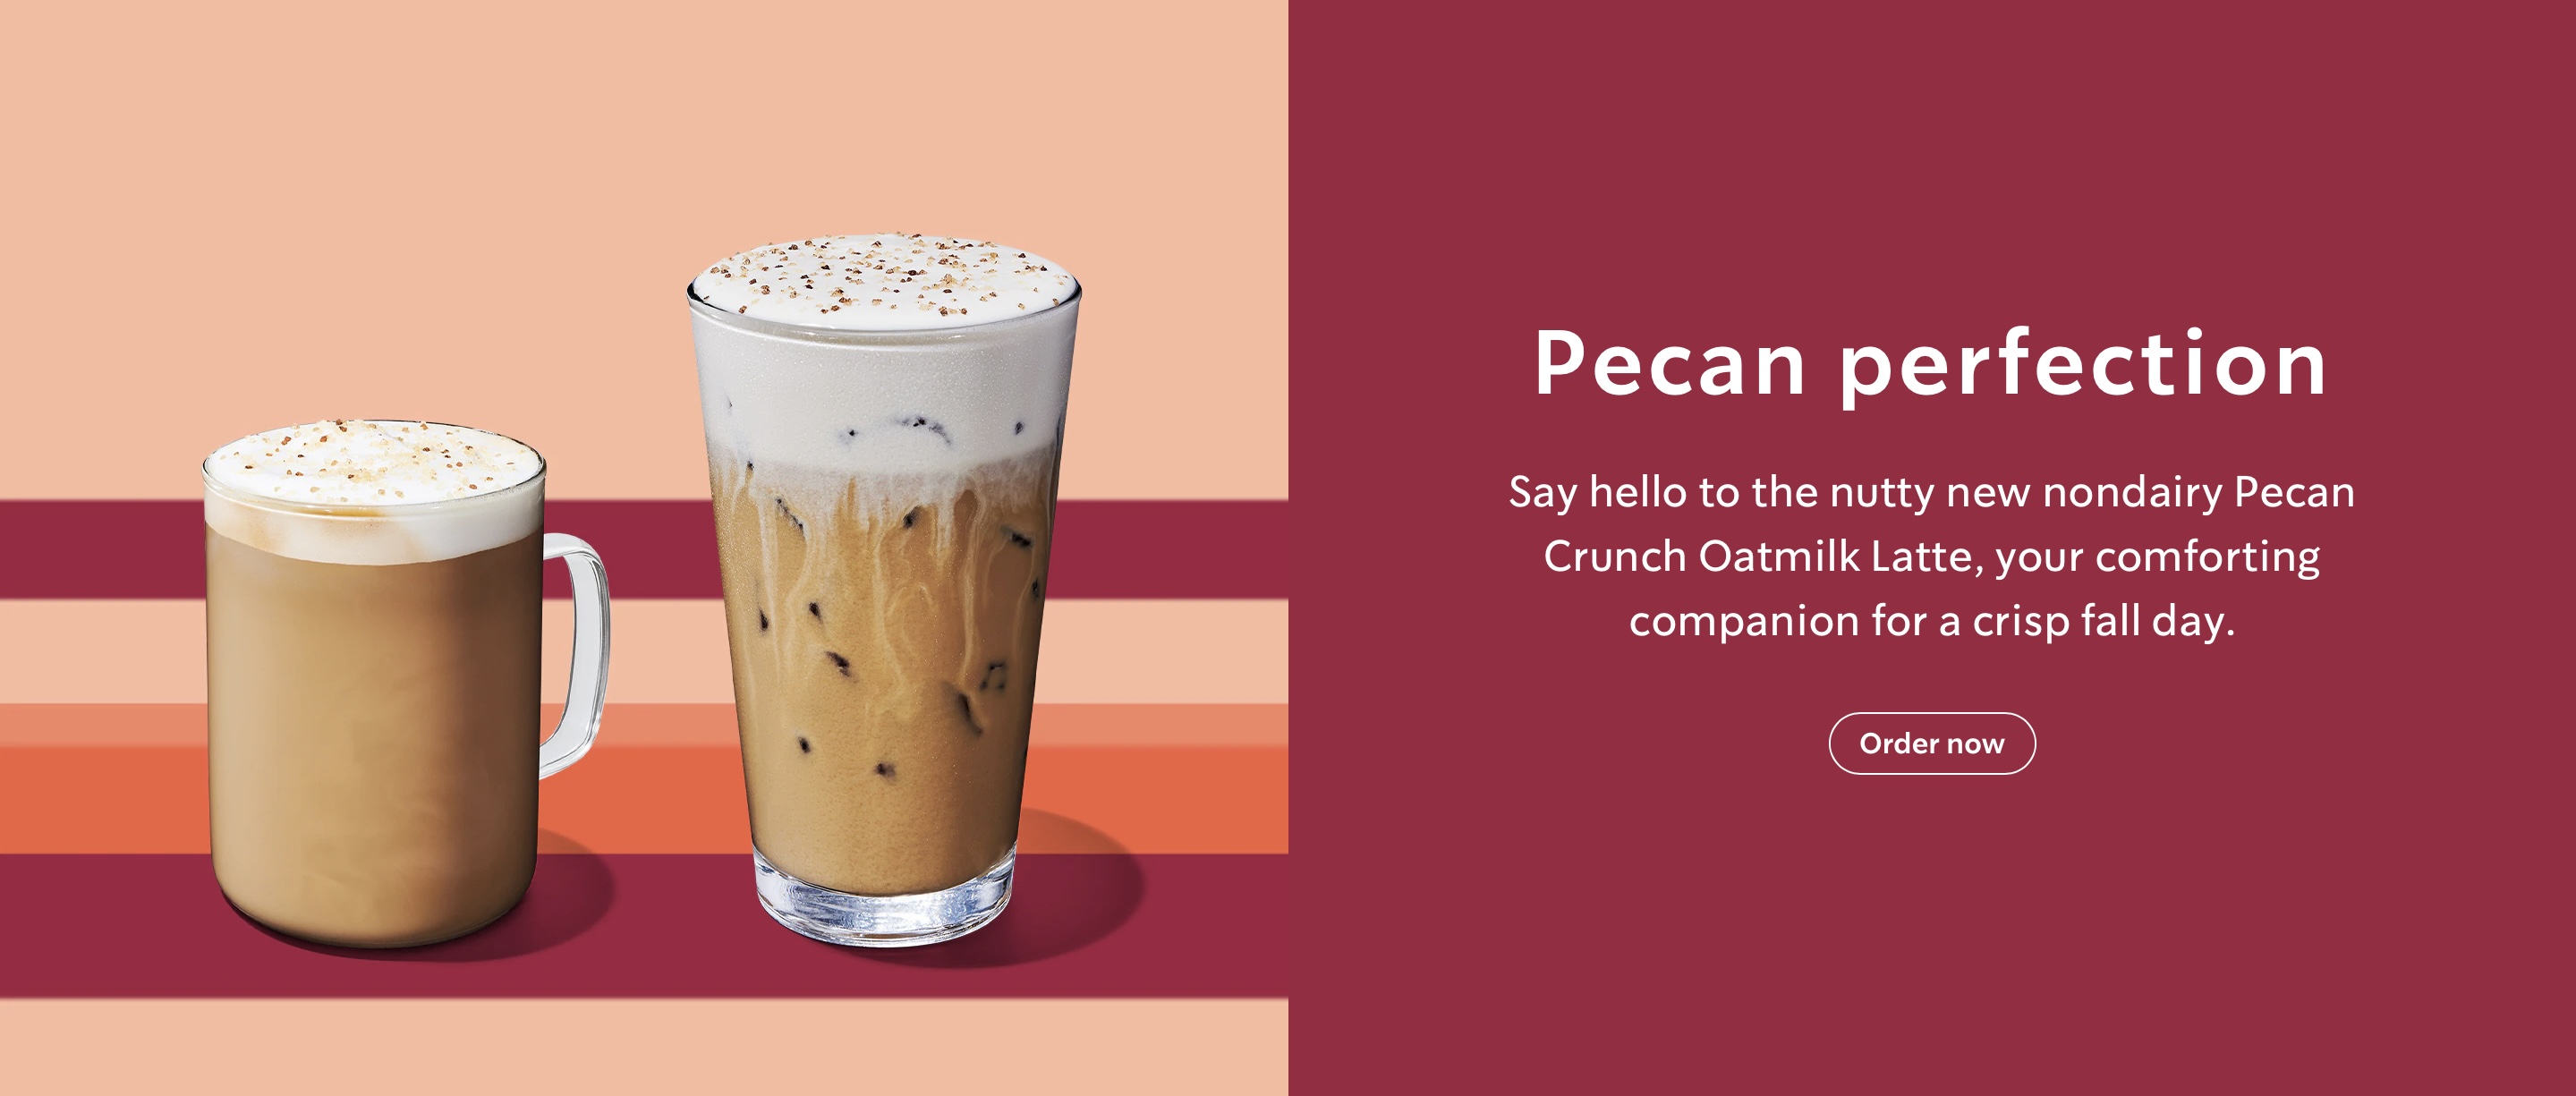 Pecan perfection
Say hello to the nutty new nondairy Pecan
Crunch Oatmilk Latte, your comforting
companion for a crisp fall day.
Order now